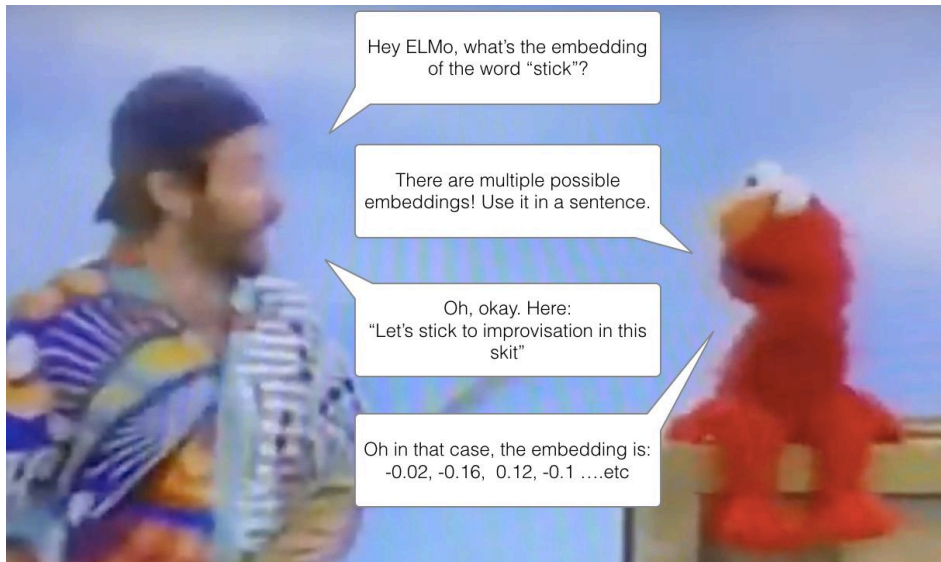 Hey ELMo, what's the embedding
of the word “stick”?
There are multiple possible
embeddings! Use it in a sentence.
Oh, okay. Here:
“Let's stick to improvisation in this
skit”
Oh in that case, the embedding is:
-0.02, -0.16, 0.12, -0.1 ….etc